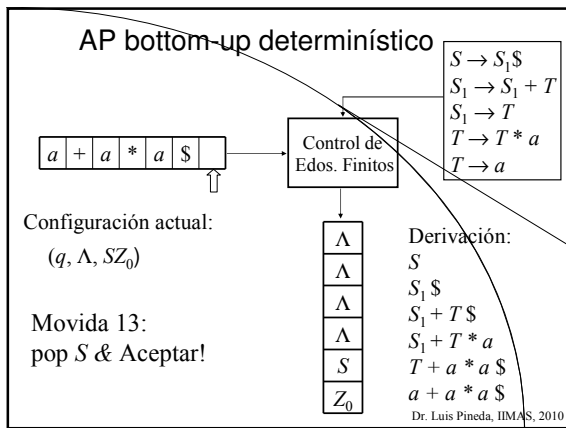 AP bottom-up determinístico
S → S₁$
S₁ → S₁ + T
S₁ → T
T → T * a
T → a
a + a * a $
Control de
Edos. Finitos
Configuración actual:
(q, Λ, SZ₀)
Movida 13:
pop S & Aceptar!
Λ
Λ
Λ
Λ
S
Z₀
Derivación:
S
S₁ $
S₁ + T $
S₁ + T * a
T + a * a $
a + a * a $
Dr. Luis Pineda, IIMAS, 2010